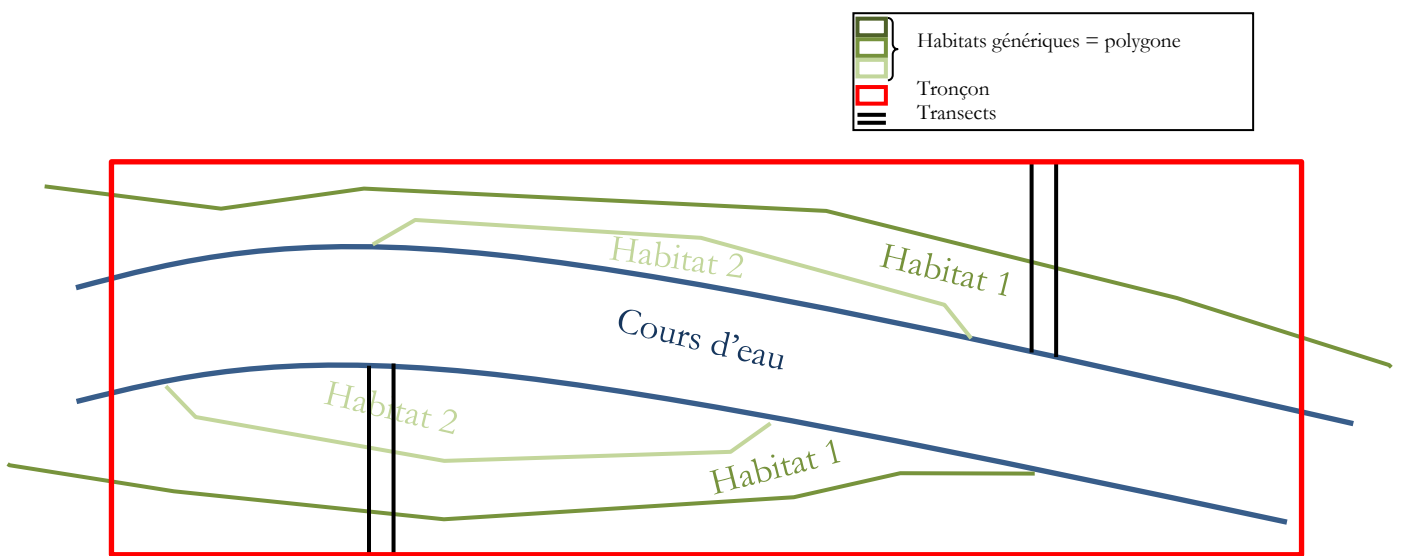 Habitats génériques = polygone
Tronçon
Transects
Habitat 2
Habitat 1
Cours d’eau
Habitat 2
Habitat 1